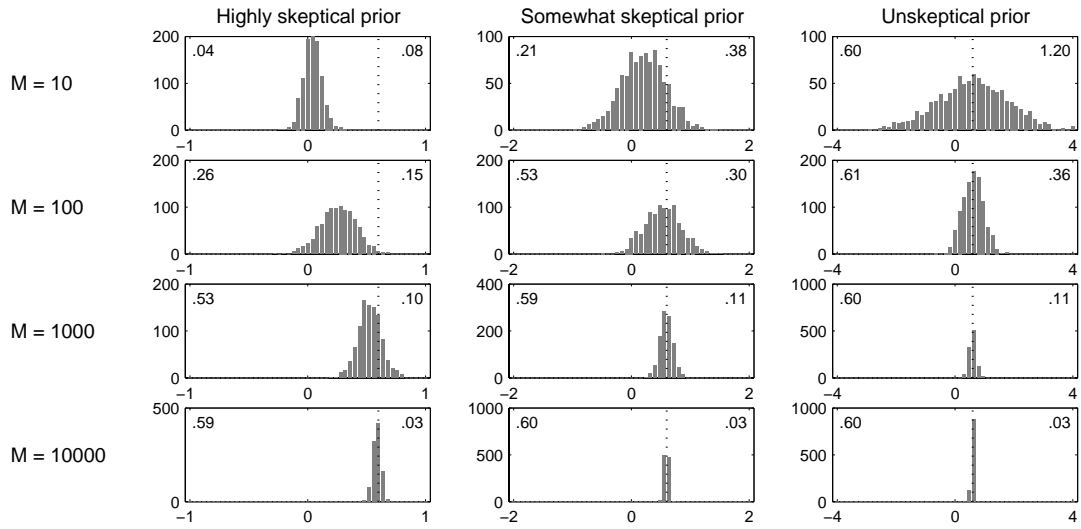 Highly skeptical prior Somewhat skeptical prior Unskeptical prior
M = 10
200 100 0 .04 .08 −1 0 1
100 50 0 .21 .38 −2 0 2
100 50 0 .60 1.20 −4 0 4
M = 100
200 100 0 .26 .15 −1 0 1
200 100 0 .53 .30 −2 0 2
200 100 0 .61 .36 −4 0 4
M = 1000
200 100 0 .53 .10 −1 0 1
400 200 0 .59 .11 −2 0 2
1000 500 0 .60 .11 −4 0 4
M = 10000
500 0 .59 .03 −1 0 1
1000 500 0 .60 .03 −2 0 2
1000 500 0 .60 .03 −4 0 4